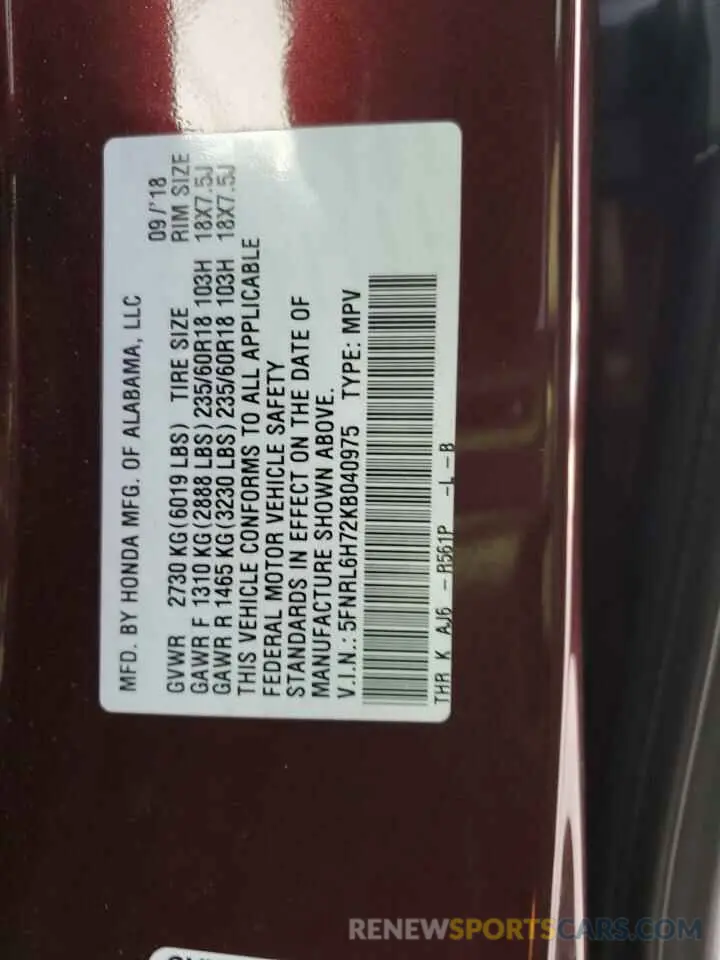 MFD. BY HONDA MFG. OF ALABAMA, LLC 09/'18
GVWR 2730 KG(6019 LBS) TIRE SIZE RIM SIZE
GAWR F 1310 KG(2888 LBS)235/60R18 103H 18X7.5J
GAWR R 1465 KG(3230 LBS)235/60R18 103H 18X7.5J
THIS VEHICLE CONFORMS TO ALL APPLICABLE
FEDERAL MOTOR VEHICLE SAFETY
STANDARDS IN EFFECT ON THE DATE OF
MANUFACTURE SHOWN ABOVE.
V.I.N.: 5FNRL6H72KB040975 TYPE: MPV
THR K AJ6 -R561P -L-B
RENEWSPORTSCARS.COM